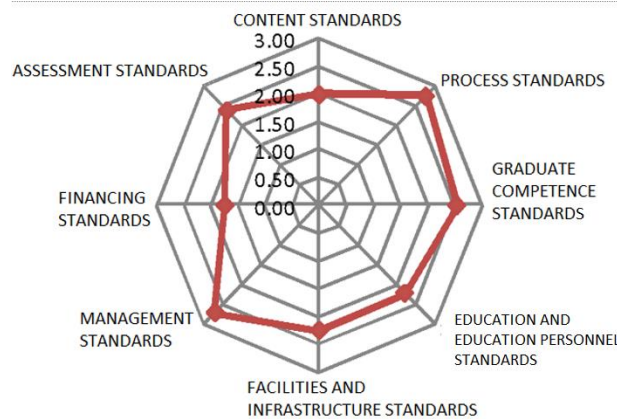 CONTENT STANDARDS
3.00
ASSESSMENT STANDARDS
2.50
PROCESS STANDARDS
2.00
1.50
1.00
GRADUATE
COMPETENCE
STANDARDS
FINANCING
STANDARDS
0.50
0.00
MANAGEMENT
STANDARDS
EDUCATION AND
EDUCATION PERSONNEL
STANDARDS
FACILITIES AND
INFRASTRUCTURE STANDARDS